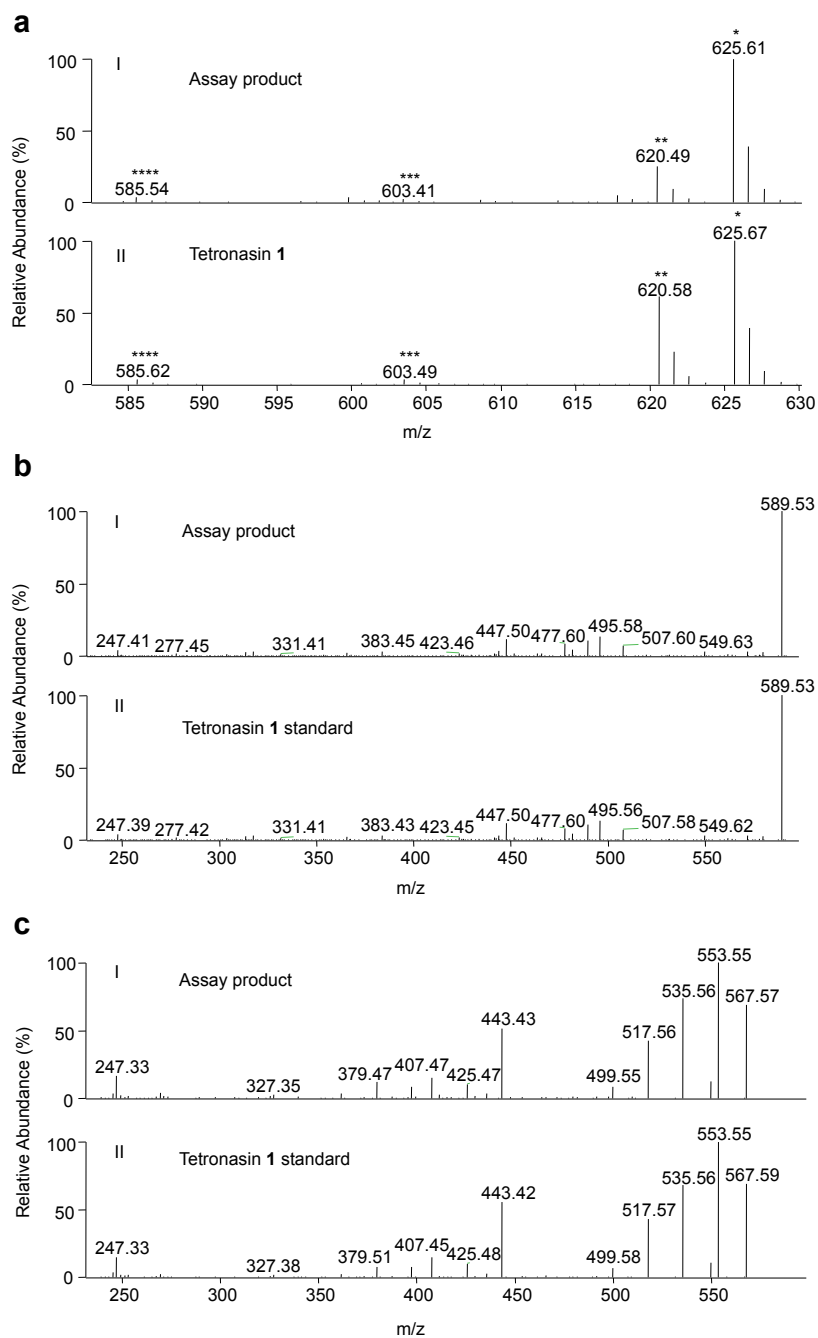 a
I
Assay product
*
625.61
**
620.49
***
603.41
****
585.54
100
50
0
II
Tetronasin 1
*
625.67
**
620.58
***
603.49
****
585.62
100
50
0
585 590 595 600 605 610 615 620 625 630
m/z
Relative Abundance (%)
b
I
Assay product
100
50
0
247.41 277.45 331.41 383.45 423.46 447.50 477.60 495.58 507.60 549.63 589.53
II
Tetronasin 1 standard
100
50
0
247.39 277.42 331.41 383.43 423.45 447.50 477.60 495.56 507.58 549.62 589.53
250 300 350 400 450 500 550
m/z
Relative Abundance (%)
c
I
Assay product
100
50
0
247.33 327.35 379.47 407.47 425.47 443.43 499.55 517.56 535.56 553.55 567.57
II
Tetronasin 1 standard
100
50
0
247.33 327.38 379.51 407.45 425.48 443.42 499.58 517.57 535.56 553.55 567.59
250 300 350 400 450 500 550
m/z
Relative Abundance (%)